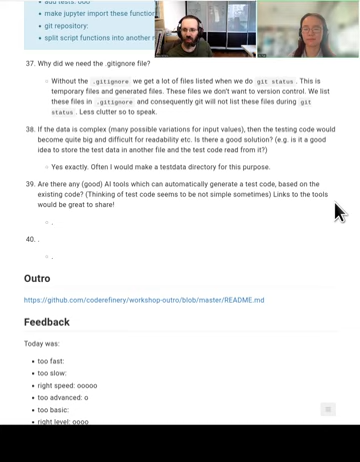 add tests: ooo
make jupyter import these function
git repository:
split script functions into another
37. Why did we need the .gitignore file?
Without the .gitignore we get a lot of files listed when we do git status. This is
temporary files and generated files. These files we don't want to version control. We list
these files in .gitignore and consequently git will not list these files during git
status. Less clutter so to speak.
38. If the data is complex (many possible variations for input values), then the testing code would
become quite big and difficult for readability etc. Is there a good solution? (e.g. is it a good
idea to store the test data in another file and the test code read from it?)
Yes exactly. Often I would make a testdata directory for this purpose.
39. Are there any (good) AI tools which can automatically generate a test code, based on the
existing code? (Thinking of test code seems to be not simple sometimes) Links to the tools
would be great to share!
.
40. .
.
Outro
https://github.com/coderefinery/workshop-outro/blob/master/README.md
Feedback
Today was:
too fast:
too slow:
right speed: ooooo
too advanced: o
too basic:
right level: oooo